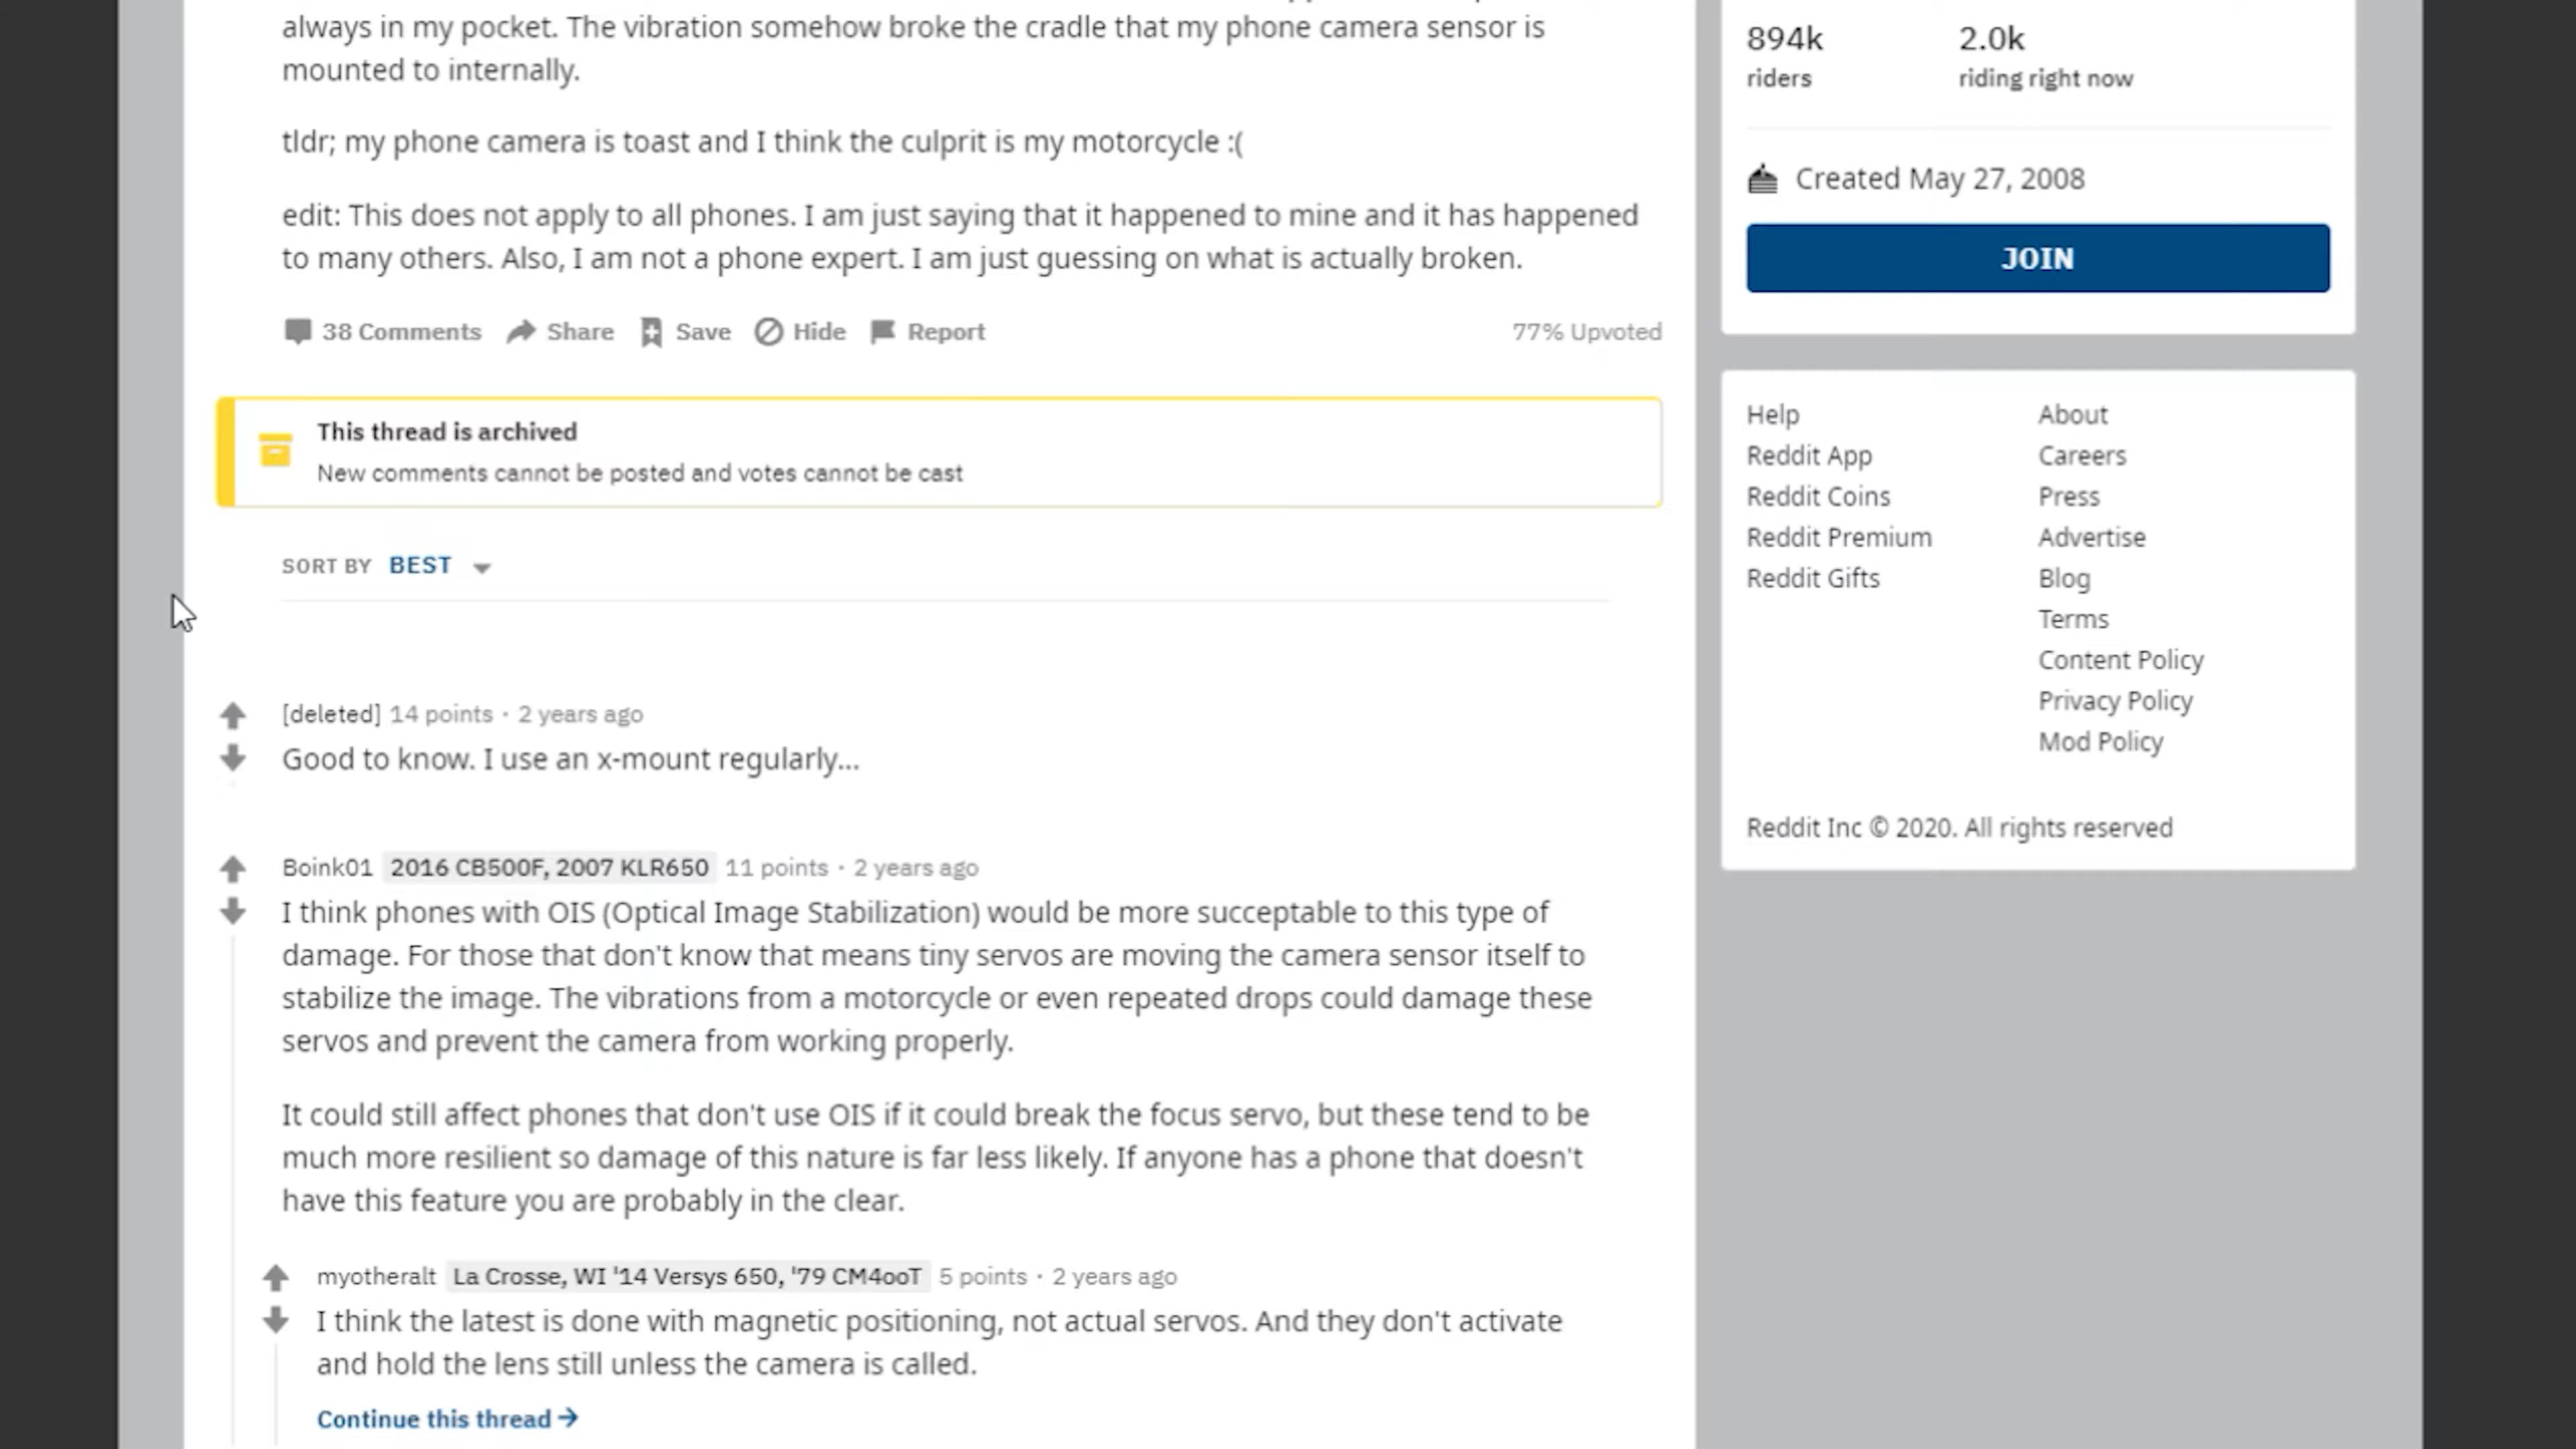 always in my pocket. The vibration somehow broke the cradle that my phone camera sensor is
mounted to internally.
tldr; my phone camera is toast and I think the culprit is my motorcycle :(
edit: This does not apply to all phones. I am just saying that it happened to mine and it has happened
to many others. Also, I am not a phone expert. I am just guessing on what is actually broken.
38 Comments Share Save Hide Report 77% Upvoted
This thread is archived
New comments cannot be posted and votes cannot be cast
SORT BY BEST
[deleted] 14 points · 2 years ago
Good to know. I use an x-mount regularly...
Boink01 2016 CB500F, 2007 KLR650 11 points · 2 years ago
I think phones with OIS (Optical Image Stabilization) would be more succeptable to this type of
damage. For those that don't know that means tiny servos are moving the camera sensor itself to
stabilize the image. The vibrations from a motorcycle or even repeated drops could damage these
servos and prevent the camera from working properly.
It could still affect phones that don't use OIS if it could break the focus servo, but these tend to be
much more resilient so damage of this nature is far less likely. If anyone has a phone that doesn't
have this feature you are probably in the clear.
myotheralt La Crosse, WI '14 Versys 650, '79 CM4ooT 5 points · 2 years ago
I think the latest is done with magnetic positioning, not actual servos. And they don't activate
and hold the lens still unless the camera is called.
Continue this thread →
894k 2.0k
riders riding right now
Created May 27, 2008
JOIN
Help About
Reddit App Careers
Reddit Coins Press
Reddit Premium Advertise
Reddit Gifts Blog
Terms
Content Policy
Privacy Policy
Mod Policy
Reddit Inc © 2020. All rights reserved